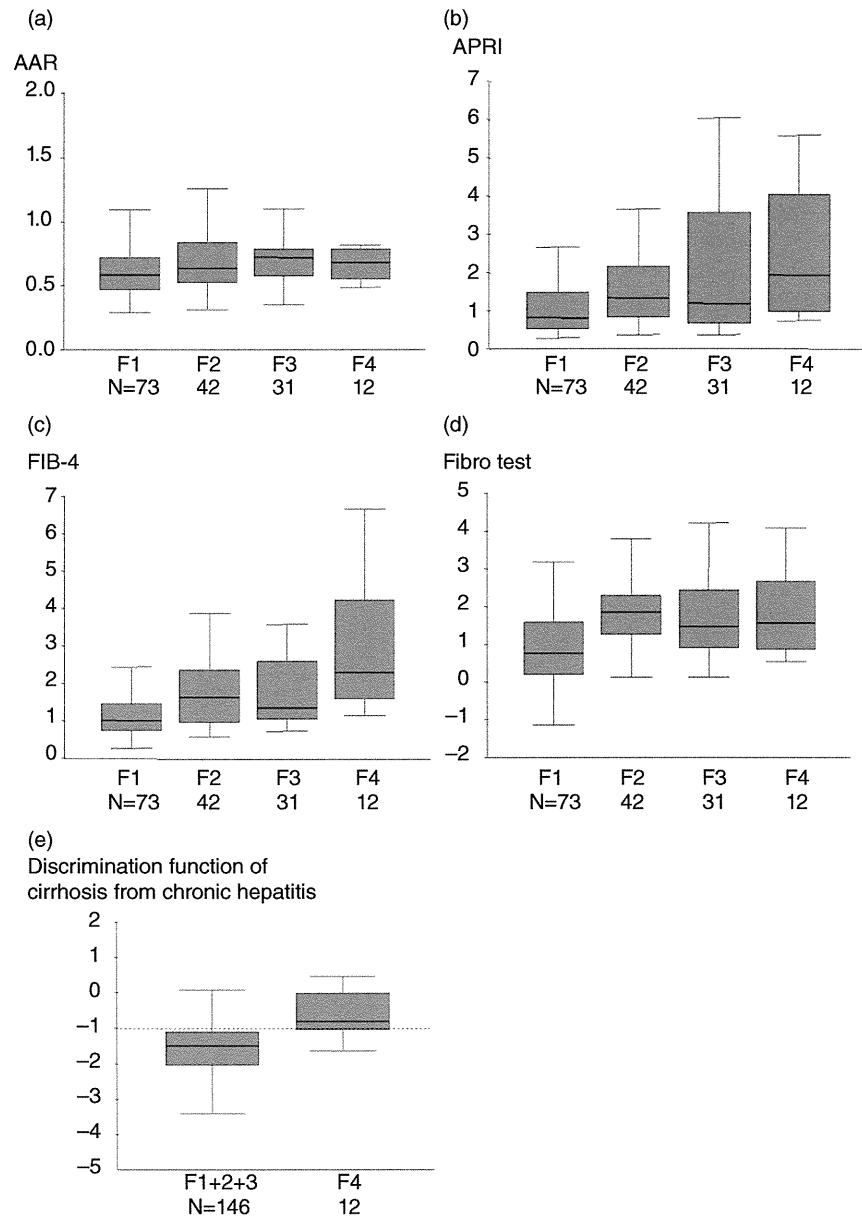 (a)
AAR
2.0
1.5
1.0
0.5
0.0
F1 F2 F3 F4
N=73 42 31 12
(b)
APRI
7
6
5
4
3
2
1
0
F1 F2 F3 F4
N=73 42 31 12
(c)
FIB-4
7
6
5
4
3
2
1
0
F1 F2 F3 F4
N=73 42 31 12
(d)
Fibro test
5
4
3
2
1
0
−1
−2
F1 F2 F3 F4
N=73 42 31 12
(e)
Discrimination function of
cirrhosis from chronic hepatitis
2
1
0
−1
−2
−3
−4
−5
F1+2+3 F4
N=146 12